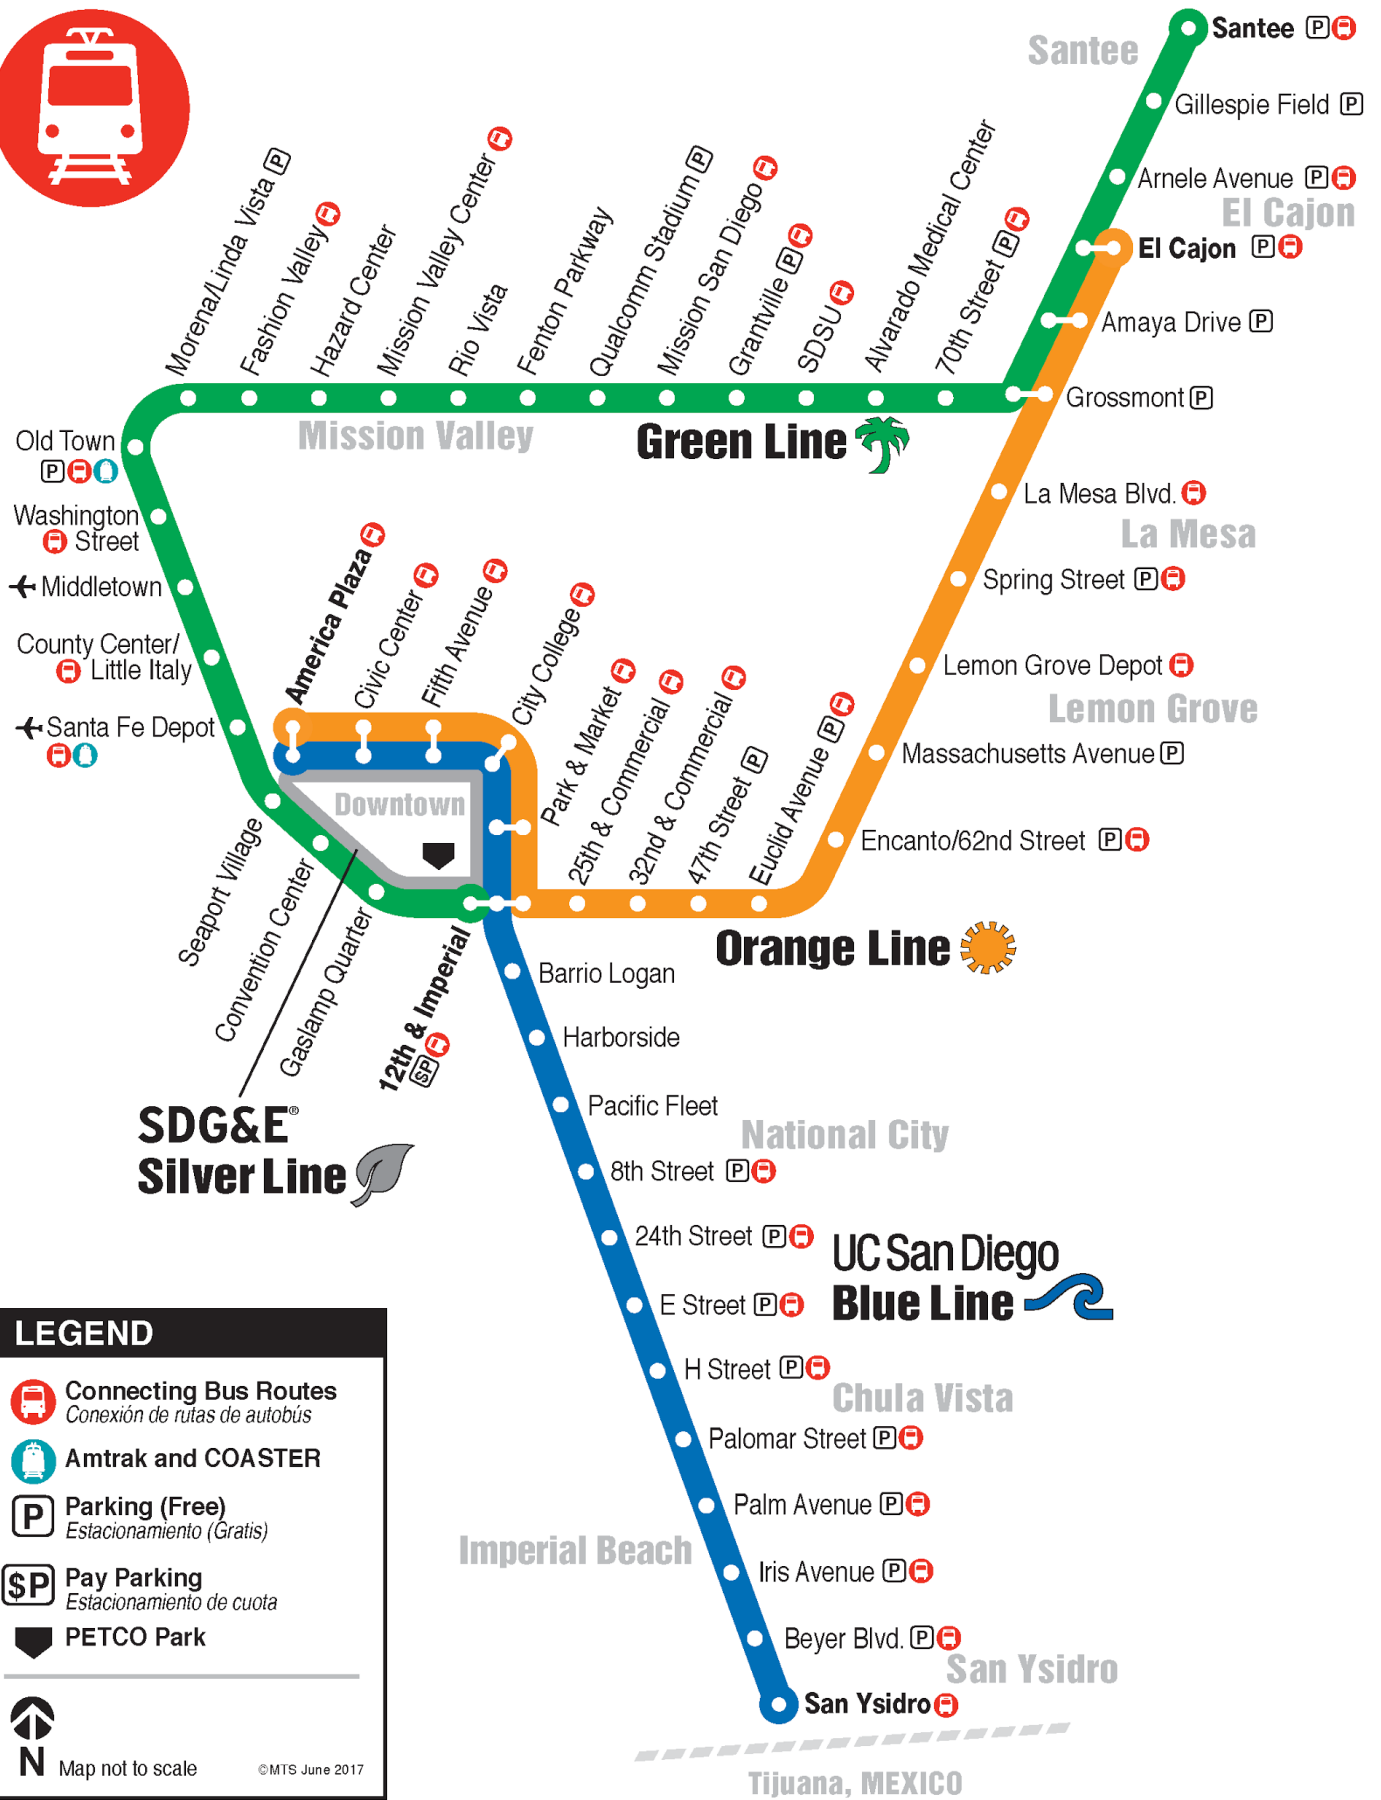 Santee P
Santee
Gillespie Field P
Arnele Avenue P
El Cajon
El Cajon P
Amaya Drive P
Grossmont P
Morena/Linda Vista P
Fashion Valley
Hazard Center
Mission Valley Center
Rio Vista
Fenton Parkway
Qualcomm Stadium P
Mission San Diego
Grantville P
SDSU
Alvarado Medical Center
70th Street P
Mission Valley
Green Line
Old Town
P
Washington
Street
Middletown
County Center/
Little Italy
Santa Fe Depot
La Mesa Blvd.
La Mesa
Spring Street P
Lemon Grove Depot
Lemon Grove
Massachusetts Avenue P
Encanto/62nd Street P
America Plaza
Civic Center
Fifth Avenue
City College
Park & Market
25th & Commercial
32nd & Commercial
47th Street P
Euclid Avenue P
Downtown
Orange Line
Seaport Village
Convention Center
Gaslamp Quarter
12th & Imperial
$P
SDG&E®
Silver Line
Barrio Logan
Harborside
Pacific Fleet
National City
8th Street P
24th Street P
UC San Diego
Blue Line
E Street P
H Street P
Chula Vista
Palomar Street P
Palm Avenue P
Imperial Beach
Iris Avenue P
Beyer Blvd. P
San Ysidro
San Ysidro
Tijuana, MEXICO
LEGEND
Connecting Bus Routes
Conexión de rutas de autobús
Amtrak and COASTER
P Parking (Free)
Estacionamiento (Gratis)
$P Pay Parking
Estacionamiento de cuota
PETCO Park
N Map not to scale
©MTS June 2017